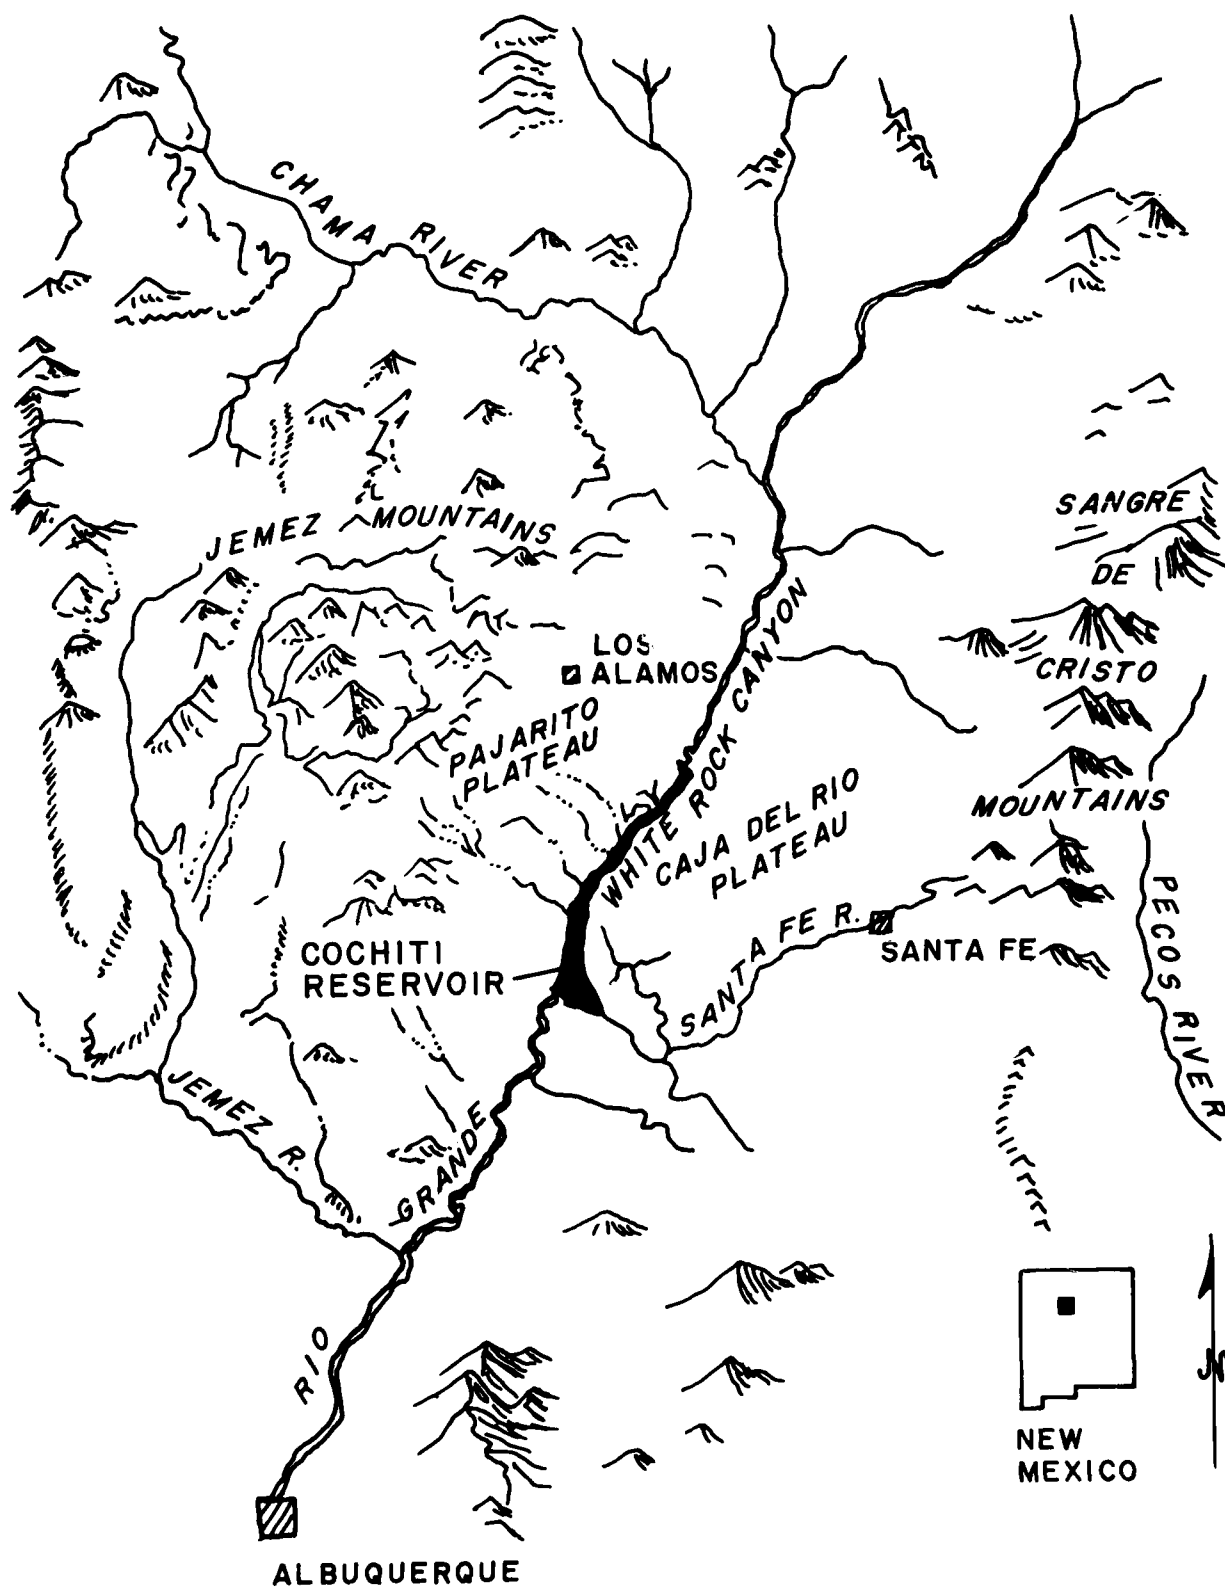 CHAMA RIVER
SANGRE
DE
CRISTO
MOUNTAINS
JEMEZ MOUNTAINS
LOS
ALAMOS
WHITE ROCK CANYON
PAJARITO
PLATEAU
CAJA DEL RIO
PLATEAU
PECOS RIVER
SANTA FE R.
SANTA FE
COCHITI
RESERVOIR
JEMEZ R.
RIO GRANDE
N
NEW
MEXICO
ALBUQUERQUE